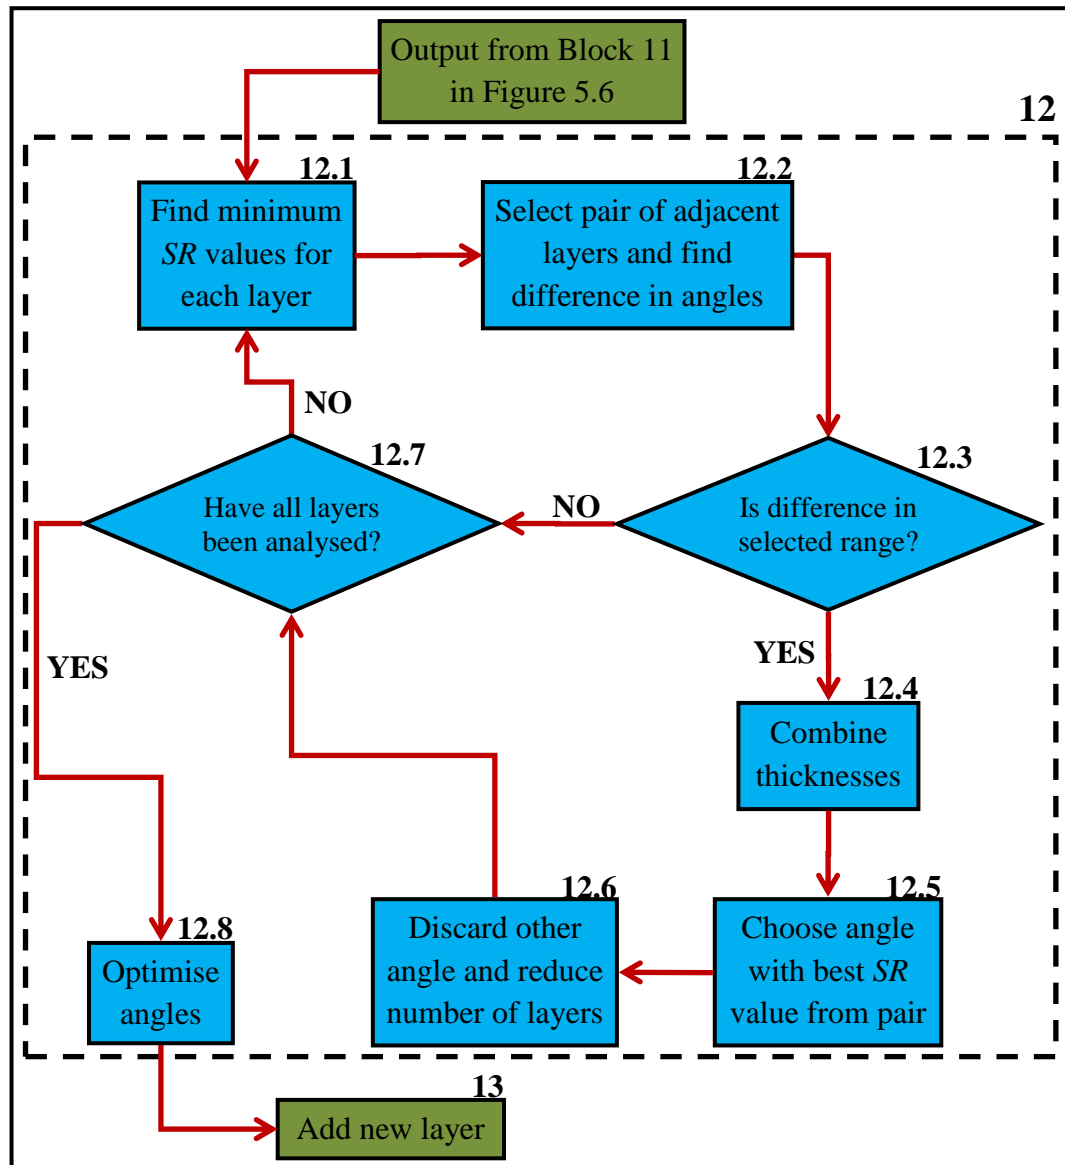 Output from Block 11
in Figure 5.6
12
12.1
Find minimum
SR values for
each layer
12.2
Select pair of adjacent
layers and find
difference in angles
NO
12.7
Have all layers
been analysed?
NO
12.3
Is difference in
selected range?
YES
YES
12.4
Combine
thicknesses
12.5
Choose angle
with best SR
value from pair
12.6
Discard other
angle and reduce
number of layers
12.8
Optimise
angles
13
Add new layer